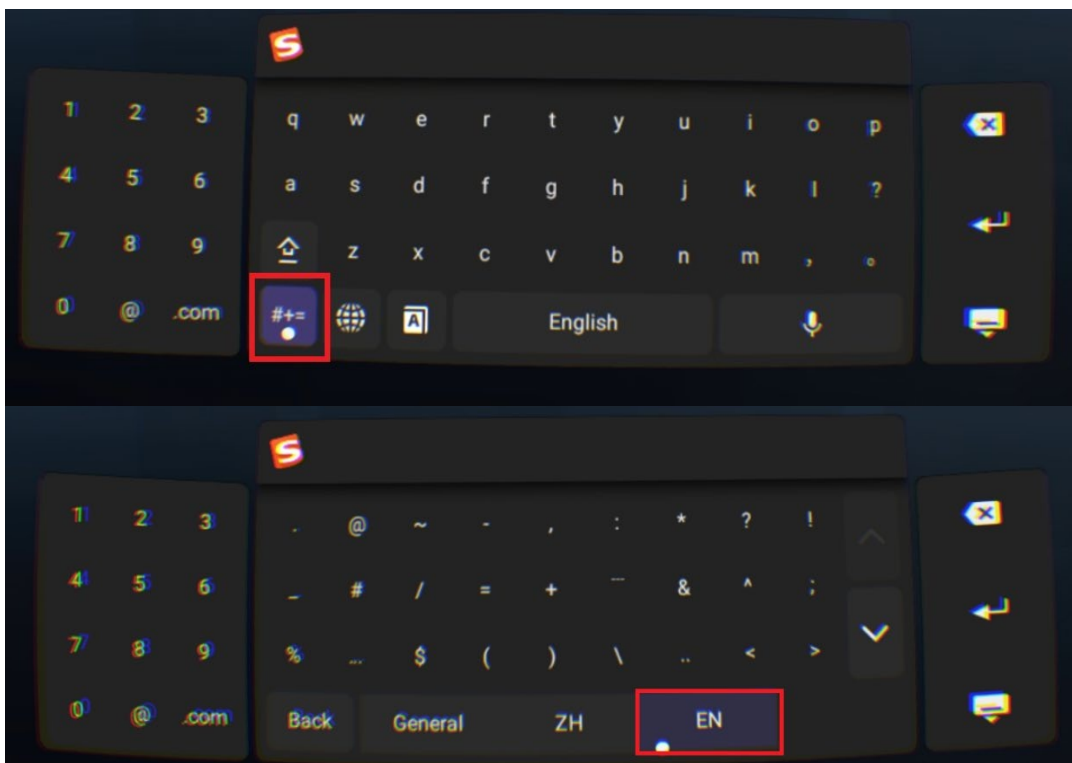 S
1 2 3 q w e r t y u i o p
4 5 6 a s d f g h j k l ?
7 8 9 z x c v b n m , 。
0 @ .com #+= A English
S
1 2 3 . @ ~ - , : * ? !
4 5 6 _ # / = + ¯ & ^ ;
7 8 9 % ... $ ( ) \ .. < >
0 @ .com Back General ZH EN